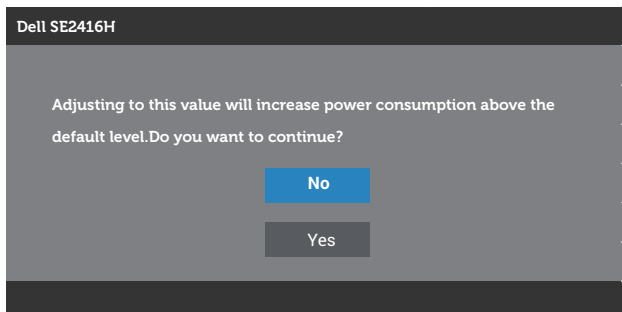 Dell SE2416H
Adjusting to this value will increase power consumption above the
default level.Do you want to continue?
No
Yes